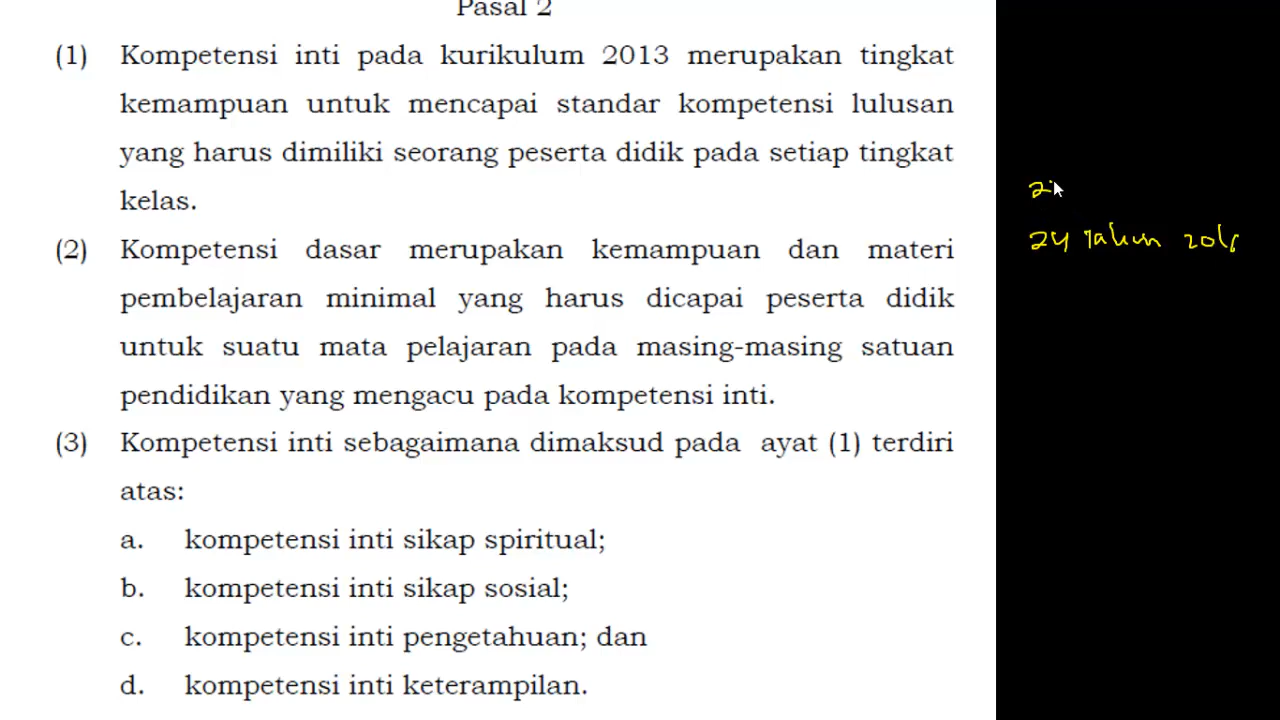 Pasal 2
(1) Kompetensi inti pada kurikulum 2013 merupakan tingkat
kemampuan untuk mencapai standar kompetensi lulusan
yang harus dimiliki seorang peserta didik pada setiap tingkat
kelas.
(2) Kompetensi dasar merupakan kemampuan dan materi
pembelajaran minimal yang harus dicapai peserta didik
untuk suatu mata pelajaran pada masing-masing satuan
pendidikan yang mengacu pada kompetensi inti.
(3) Kompetensi inti sebagaimana dimaksud pada ayat (1) terdiri
atas:
a. kompetensi inti sikap spiritual;
b. kompetensi inti sikap sosial;
c. kompetensi inti pengetahuan; dan
d. kompetensi inti keterampilan.
2
24 Tahun 2016